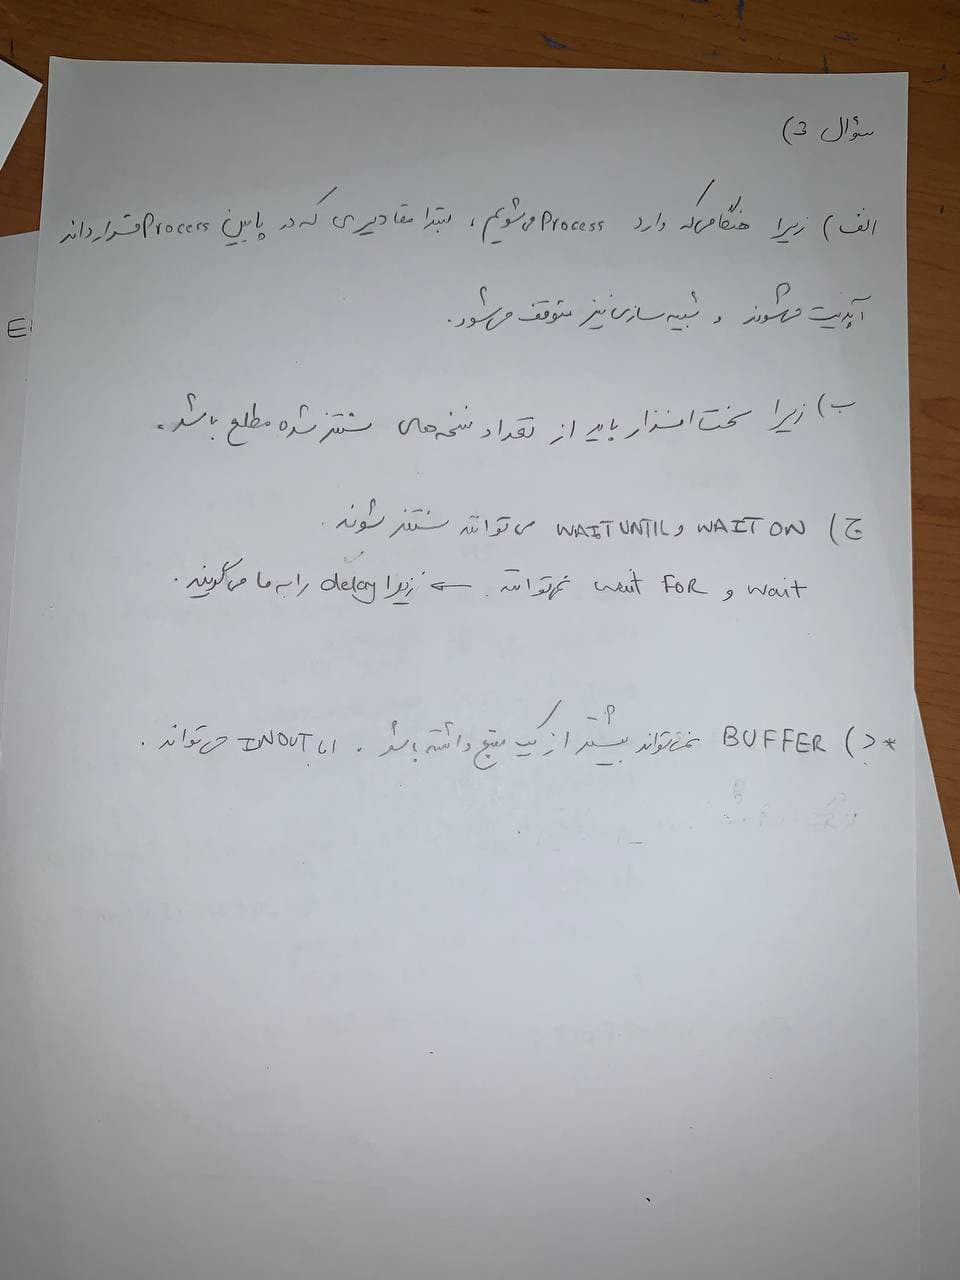 سؤال 3)
الف) زیرا هنگامی که وارد Process می‌شویم، ابتدا مقادیری که در پایین Process قرار داند
آپدیت می‌شوند و شبیه سازی نیز متوقف می‌شود.
ب) زیرا سخت افزار باید از تعداد نسخه‌های سنتز شده مطلع باشد.
ج) WAIT ON و WAIT UNTIL می‌توانند سنتز شوند.
wait و wait FOR نمی‌توانند. ← زیرا delay را به ما می‌گویند.
*د) BUFFER نمی‌تواند بیشتر از یک منبع داشته باشد. اما INOUT می‌تواند.
E